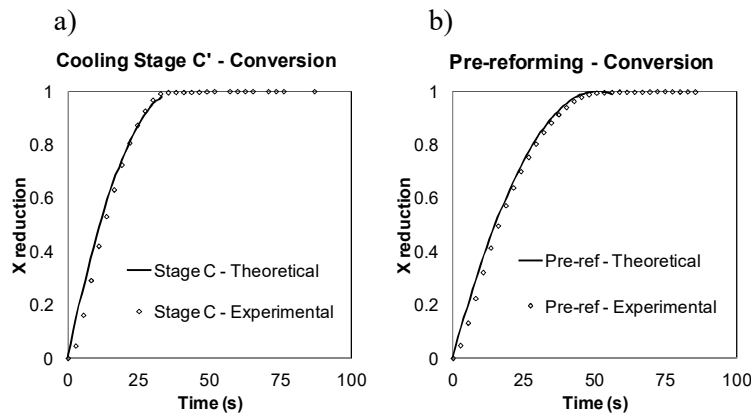 a)
Cooling Stage C' - Conversion
1
0.8
0.6
0.4
0.2
0
X reduction
Stage C - Theoretical
Stage C - Experimental
0 25 50 75 100
Time (s)
b)
Pre-reforming - Conversion
1
0.8
0.6
0.4
0.2
0
X reduction
Pre-ref - Theoretical
Pre-ref - Experimental
0 25 50 75 100
Time (s)